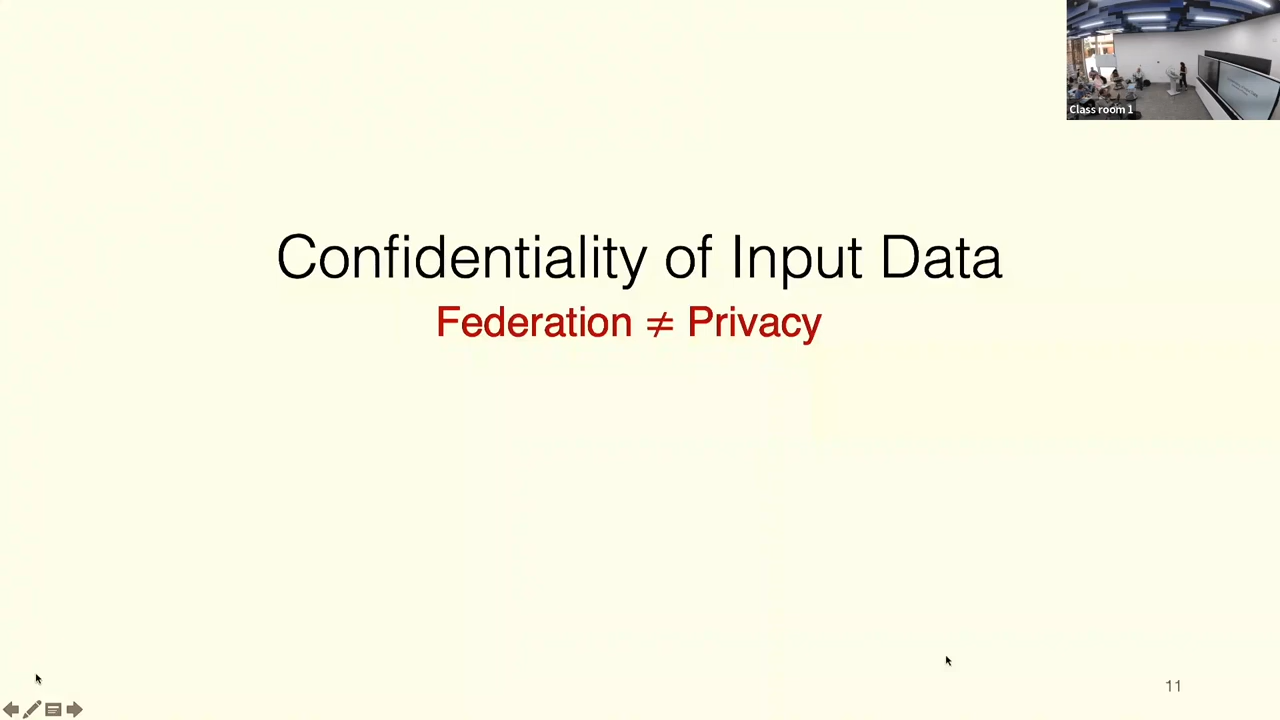 Class room 1
Confidentiality of Input Data
Federation ≠ Privacy
11